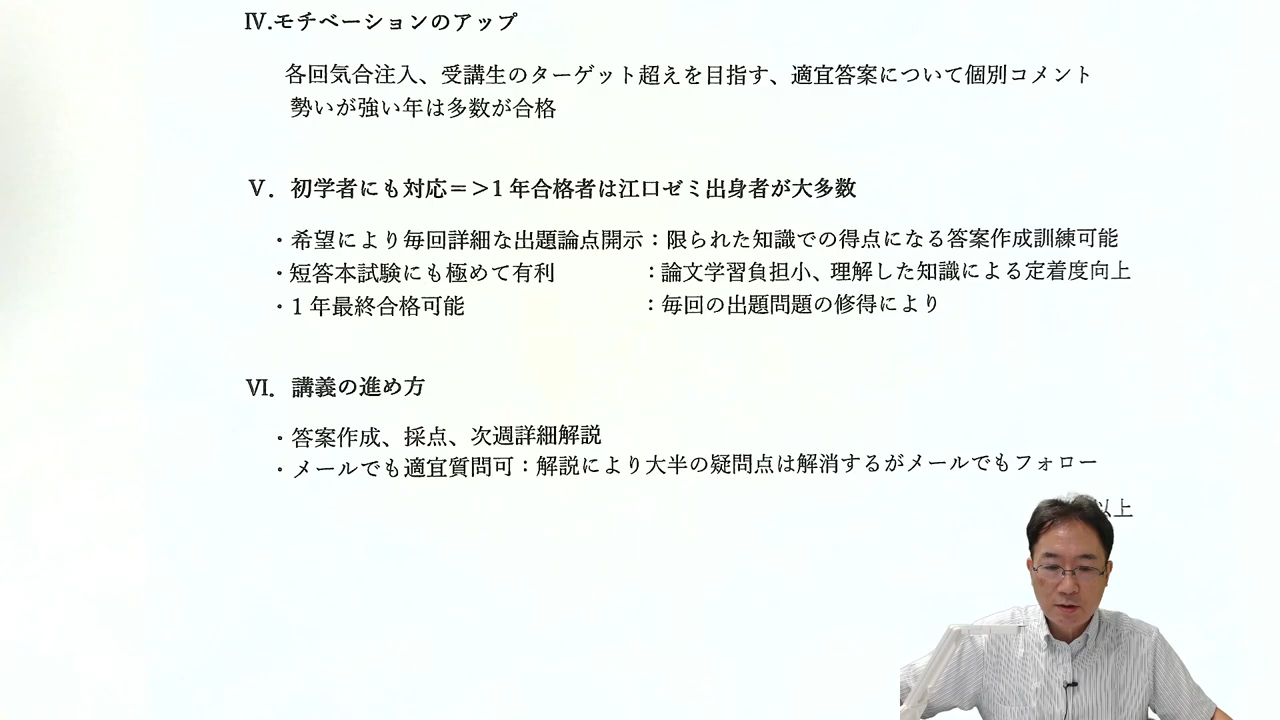 Ⅳ.モチベーションのアップ
各回気合注入、受講生のターゲット超えを目指す、適宜答案について個別コメント
勢いが強い年は多数が合格
Ⅴ．初学者にも対応＝＞1 年合格者は江口ゼミ出身者が大多数
・希望により毎回詳細な出題論点開示：限られた知識での得点になる答案作成訓練可能
・短答本試験にも極めて有利 ：論文学習負担小、理解した知識による定着度向上
・1 年最終合格可能 ：毎回の出題問題の修得により
Ⅵ．講義の進め方
・答案作成、採点、次週詳細解説
・メールでも適宜質問可：解説により大半の疑問点は解消するがメールでもフォロー
以上